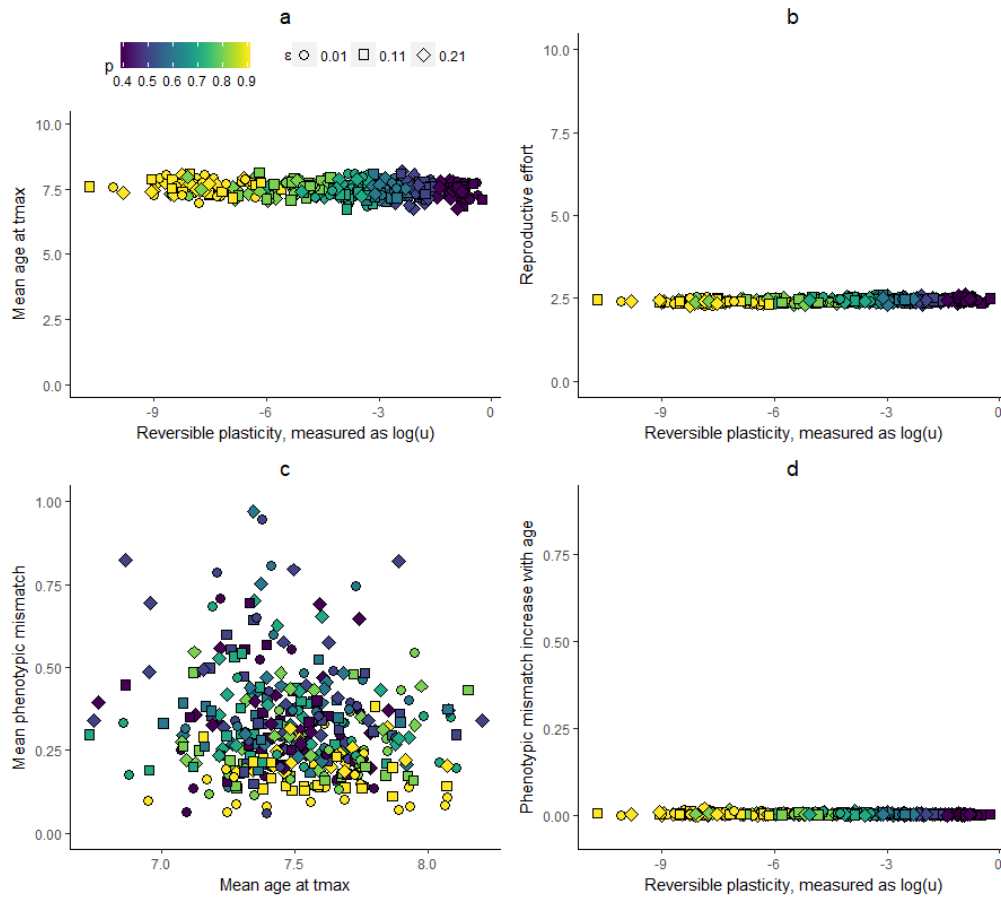 a
p
0.4 0.5 0.6 0.7 0.8 0.9
ε 0.01 0.11 0.21
Mean age at tmax
10.0
7.5
5.0
2.5
0.0
-9 -6 -3 0
Reversible plasticity, measured as log(u)
b
Reproductive effort
10.0
7.5
5.0
2.5
0.0
-9 -6 -3 0
Reversible plasticity, measured as log(u)
c
Mean phenotypic mismatch
1.00
0.75
0.50
0.25
0.00
7.0 7.5 8.0
Mean age at tmax
d
Phenotypic mismatch increase with age
0.75
0.50
0.25
0.00
-9 -6 -3 0
Reversible plasticity, measured as log(u)